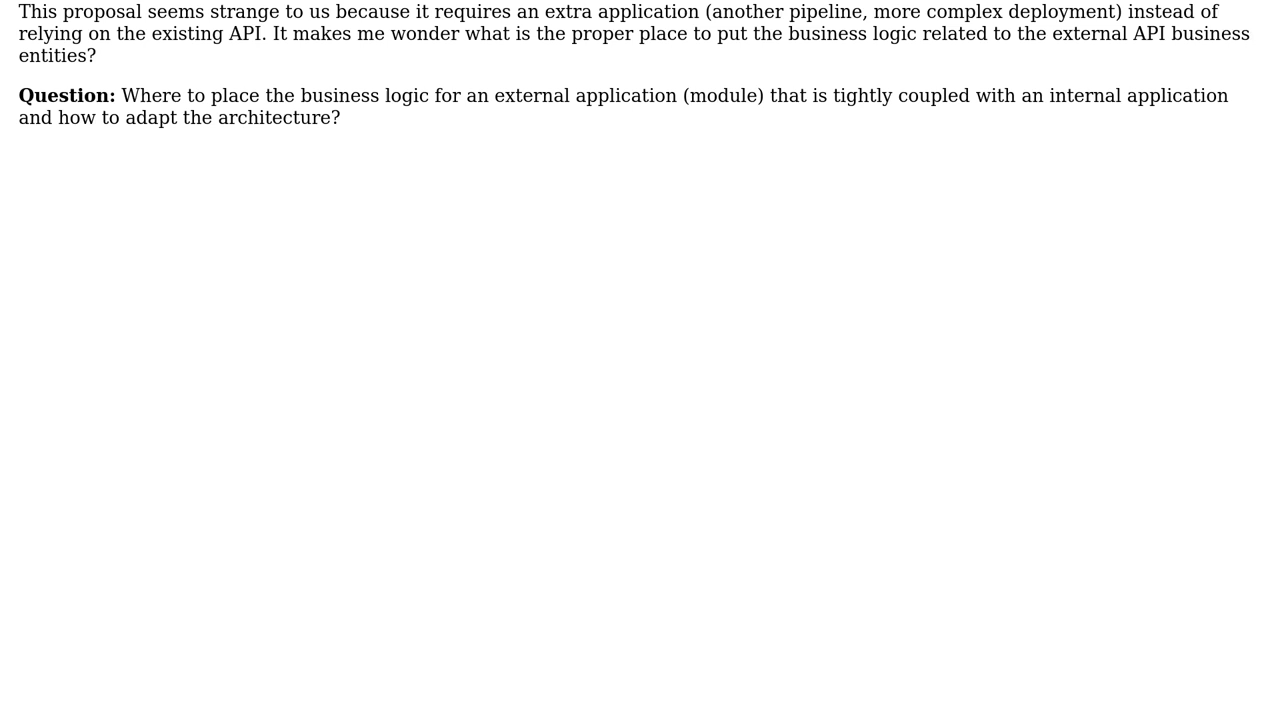 This proposal seems strange to us because it requires an extra application (another pipeline, more complex deployment) instead of
relying on the existing API. It makes me wonder what is the proper place to put the business logic related to the external API business
entities?
Question: Where to place the business logic for an external application (module) that is tightly coupled with an internal application
and how to adapt the architecture?